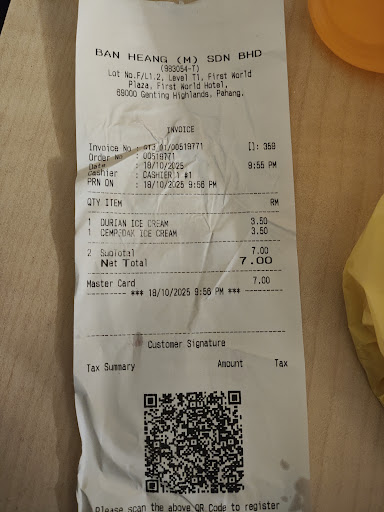 BAN HEANG (M) SDN BHD
(983054-T)
Lot No.F/L1.2, Level T1, First World
Plaza, First World Hotel,
69000 Genting Highlands, Pahang.
INVOICE
Invoice No : GT3 01/00519771 []: 359
Order No : 00519771
Date : 18/10/2025 9:55 PM
Cashier : CASHIER 1 #1
PRN ON : 18/10/2025 9:56 PM
QTY ITEM RM
1 DURIAN ICE CREAM 3.50
1 CEMPEDAK ICE CREAM 3.50
2 Subtotal 7.00
Net Total 7.00
Master Card 7.00
*** 18/10/2025 9:56 PM ***
Customer Signature
Tax Summary Amount Tax
Please scan the above QR Code to register